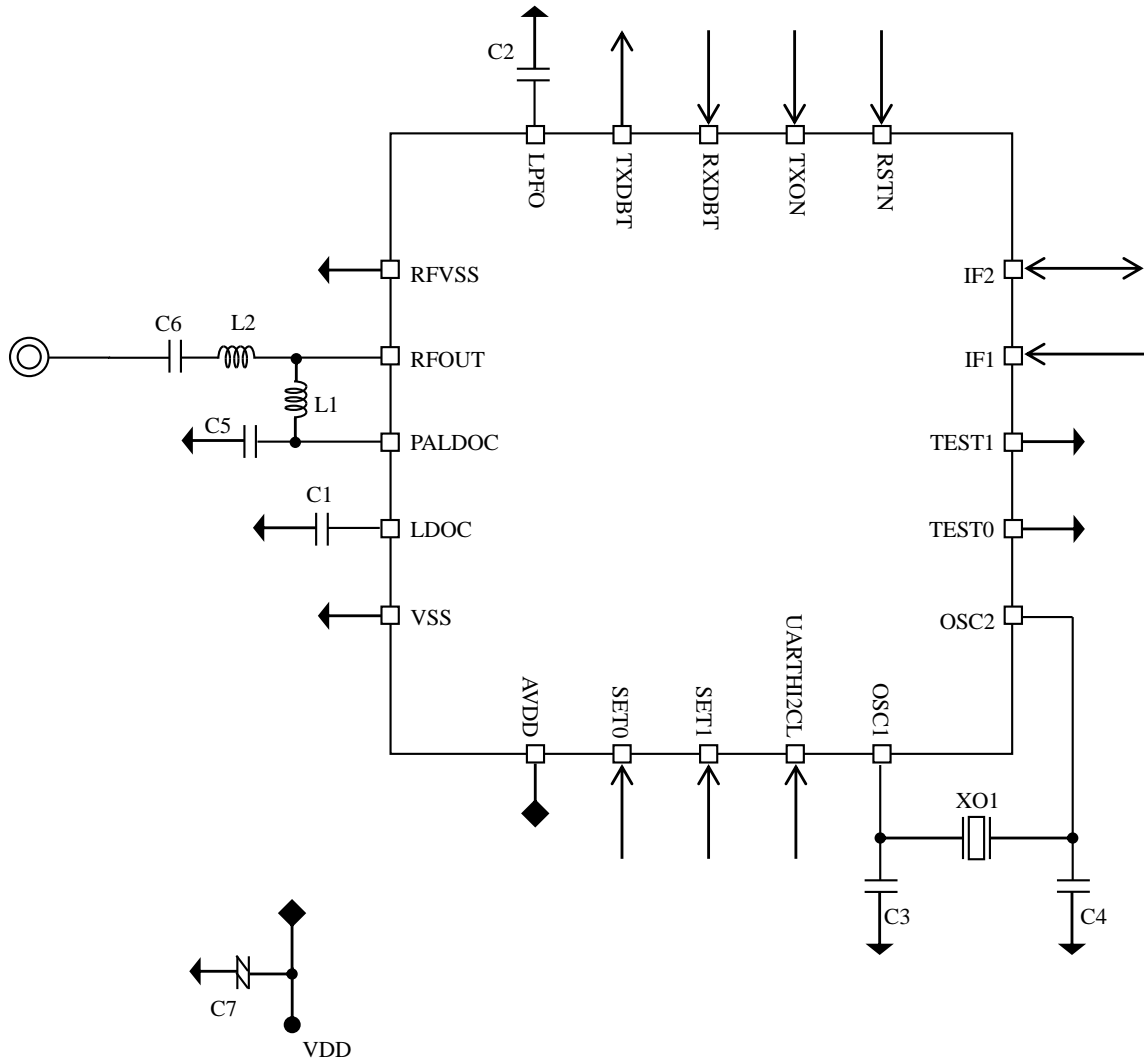 C2
LPFO
TXDBT
RXDBT
TXON
RSTN
RFVSS
IF2
C6
L2
RFOUT
IF1
L1
C5
PALDOC
TEST1
C1
LDOC
TEST0
VSS
OSC2
AVDD
SET0
SET1
UARTHI2CL
OSC1
XO1
C3
C4
C7
VDD